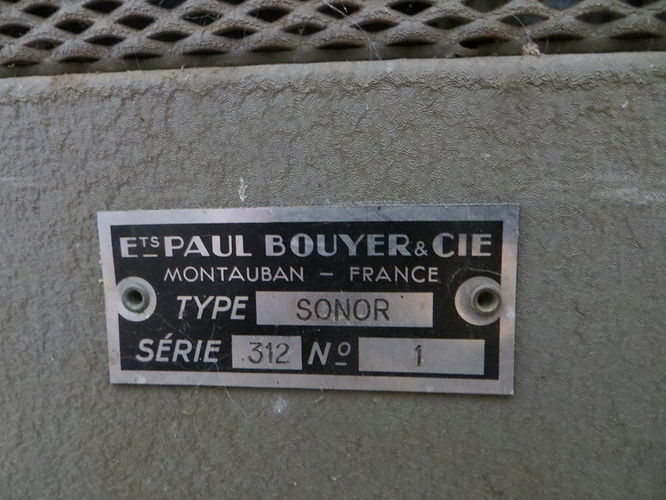 ETS PAUL BOUYER & CIE
MONTAUBAN – FRANCE
TYPE SONOR
SÉRIE .312 Nº 1